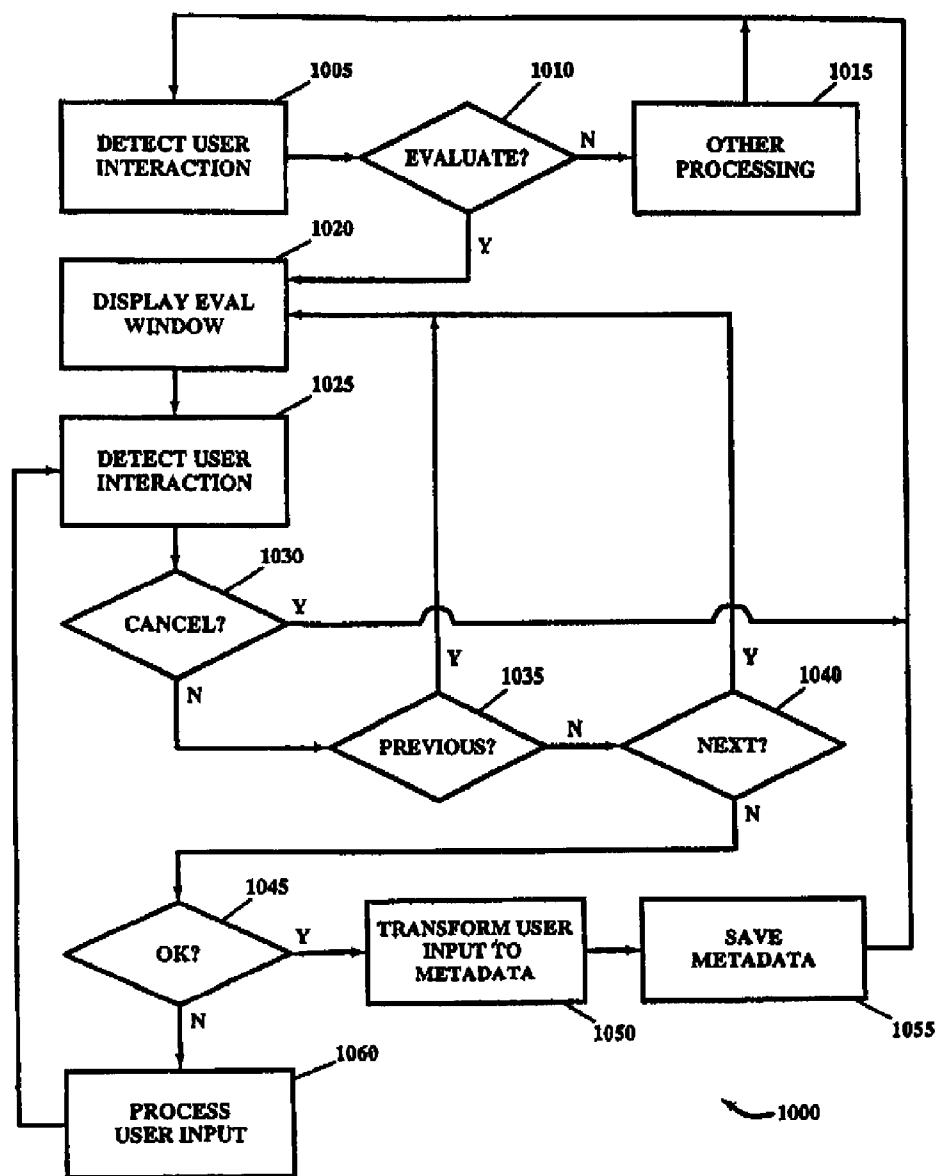 1005
1010
1015
DETECT USER
INTERACTION
EVALUATE?
N
OTHER
PROCESSING
1020
Y
DISPLAY EVAL
WINDOW
1025
DETECT USER
INTERACTION
1030
CANCEL?
Y
N
Y
1035
Y
1040
PREVIOUS?
N
NEXT?
N
1045
OK?
Y
TRANSFORM USER
INPUT TO
METADATA
SAVE
METADATA
N
1050
1055
1060
PROCESS
USER INPUT
1000